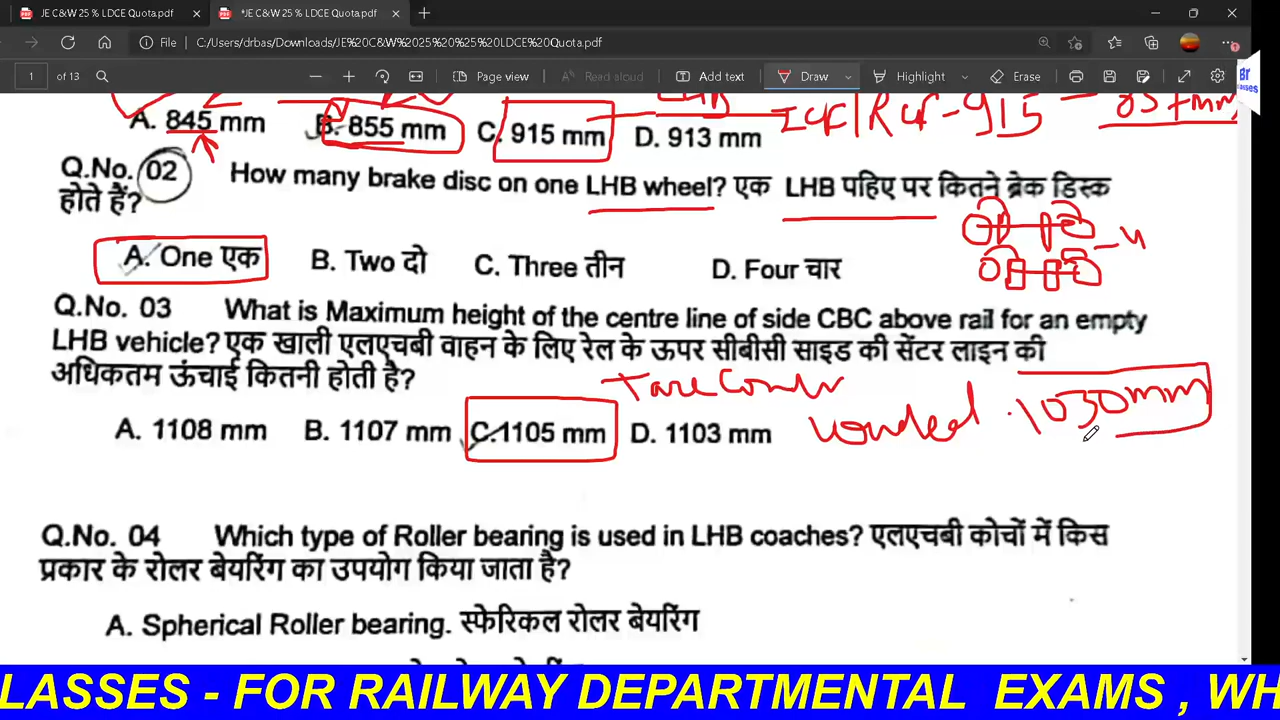 JE C&W 25 % LDCE Quota.pdf
*JE C&W 25 % LDCE Quota.pdf
File C:/Users/drbas/Downloads/JE%20C&W%2025%20%25%20LDCE%20Quota.pdf
1 of 13 Page view Read aloud Add text Draw Highlight Erase
Br
asses
A. 845 mm B. 855 mm C. 915 mm D. 913 mm ICF/RCF-915
Q.No. 02 How many brake disc on one LHB wheel? एक LHB पहिए पर कितने ब्रेक डिस्क
होते हैं?
A. One एक B. Two दो C. Three तीन D. Four चार
-4
Q.No. 03 What is Maximum height of the centre line of side CBC above rail for an empty
LHB vehicle? एक खाली एलएचबी वाहन के लिए रेल के ऊपर सीबीसी साइड की सेंटर लाइन की
अधिकतम ऊंचाई कितनी होती है?
A. 1108 mm B. 1107 mm C. 1105 mm D. 1103 mm
1030mm
Q.No. 04 Which type of Roller bearing is used in LHB coaches? एलएचबी कोचों में किस
प्रकार के रोलर बेयरिंग का उपयोग किया जाता है?
A. Spherical Roller bearing. स्फेरिकल रोलर बेयरिंग
LASSES - FOR RAILWAY DEPARTMENTAL EXAMS , WH